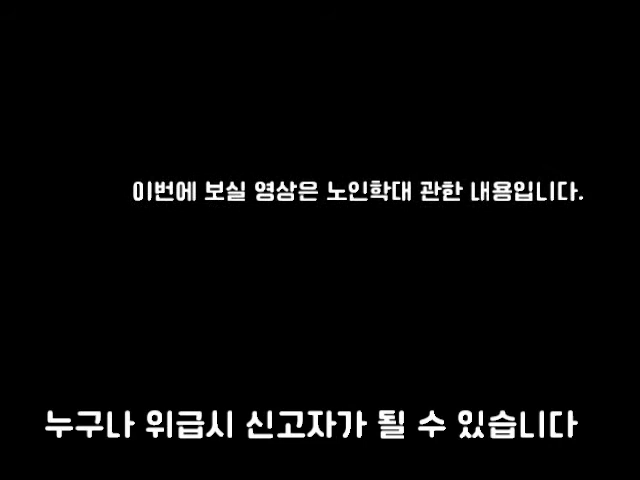 이번에 보실 영상은 노인학대 관한 내용입니다.
누구나 위급시 신고자가 될 수 있습니다